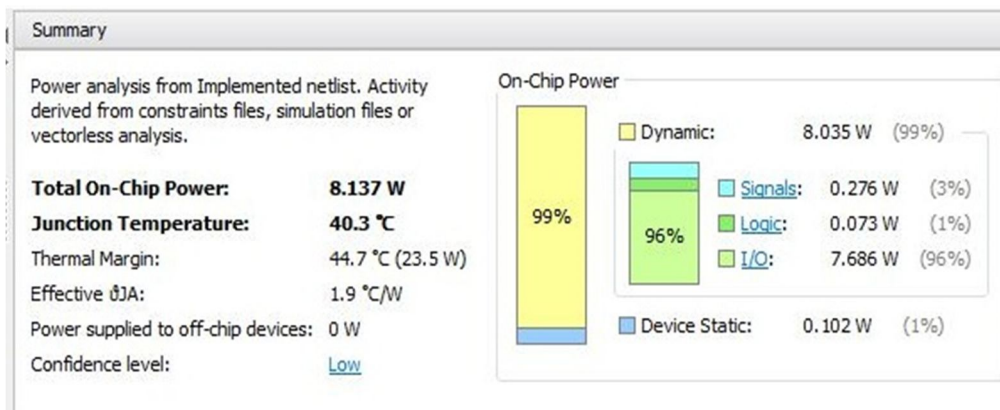 Summary
Power analysis from Implemented netlist. Activity
derived from constraints files, simulation files or
vectorless analysis.
Total On-Chip Power: 8.137 W
Junction Temperature: 40.3 °C
Thermal Margin: 44.7 °C (23.5 W)
Effective ϑJA: 1.9 °C/W
Power supplied to off-chip devices: 0 W
Confidence level: Low
On-Chip Power
99%
Dynamic: 8.035 W (99%)
96%
Signals: 0.276 W (3%)
Logic: 0.073 W (1%)
I/O: 7.686 W (96%)
Device Static: 0.102 W (1%)